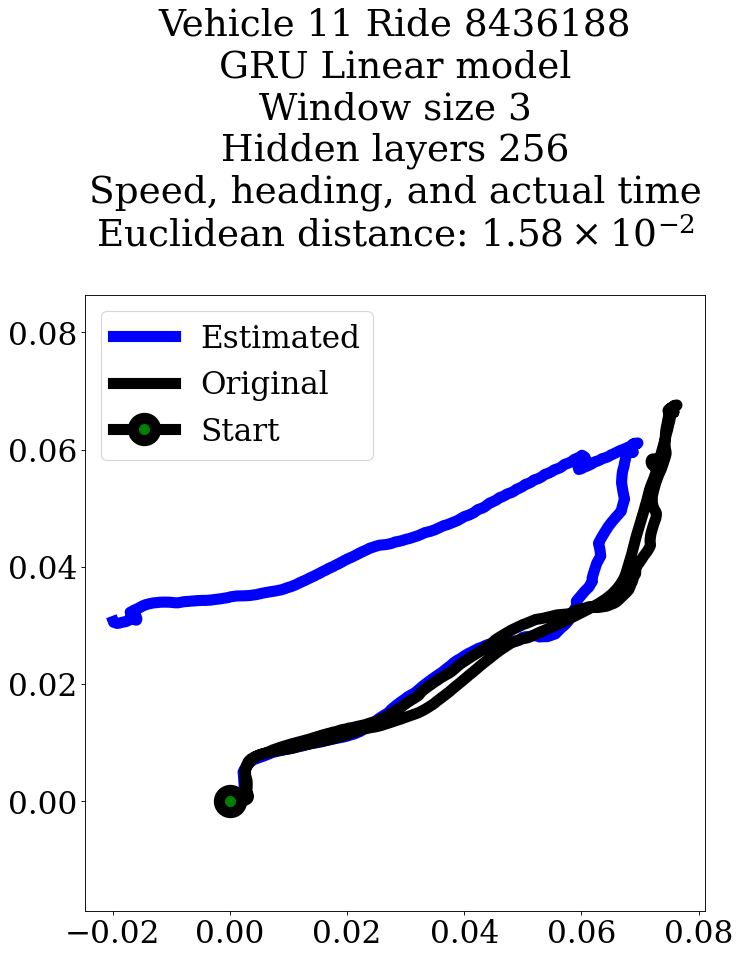 Vehicle 11 Ride 8436188
GRU Linear model
Window size 3
Hidden layers 256
Speed, heading, and actual time
Euclidean distance: 1.58 × 10⁻²
Estimated
Original
Start
0.08
0.06
0.04
0.02
0.00
−0.02 0.00 0.02 0.04 0.06 0.08